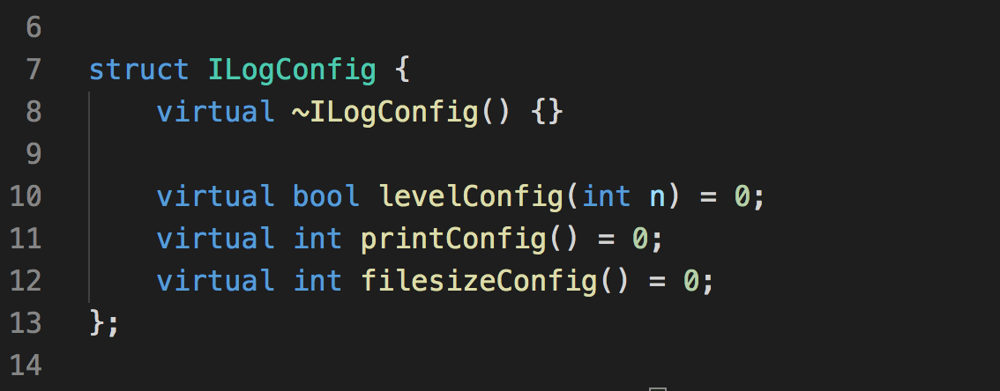 6
7 struct ILogConfig {
8     virtual ~ILogConfig() {}
9
10     virtual bool levelConfig(int n) = 0;
11     virtual int printConfig() = 0;
12     virtual int filesizeConfig() = 0;
13 };
14